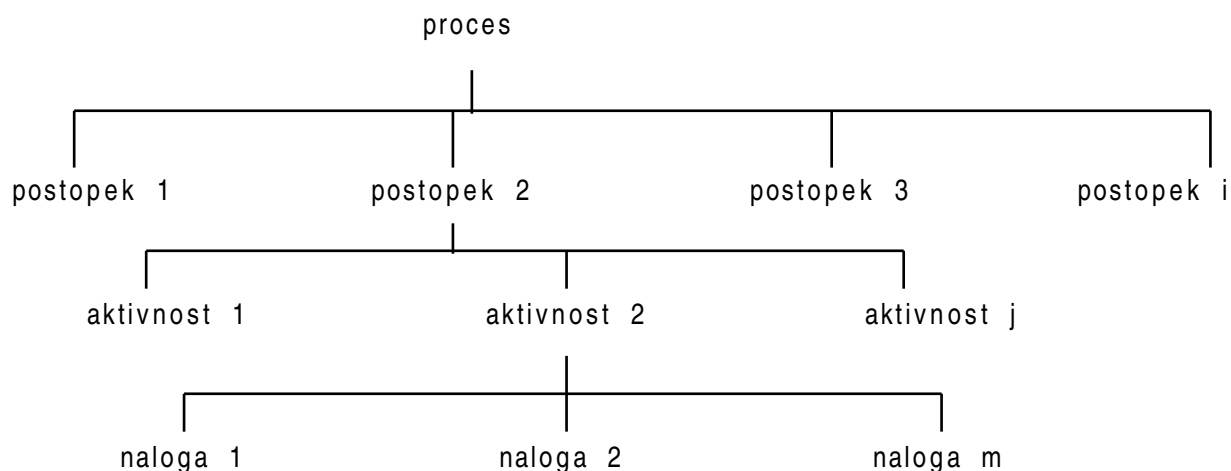 proces
postopek 1 postopek 2 postopek 3 postopek i
aktivnost 1 aktivnost 2 aktivnost j
naloga 1 naloga 2 naloga m